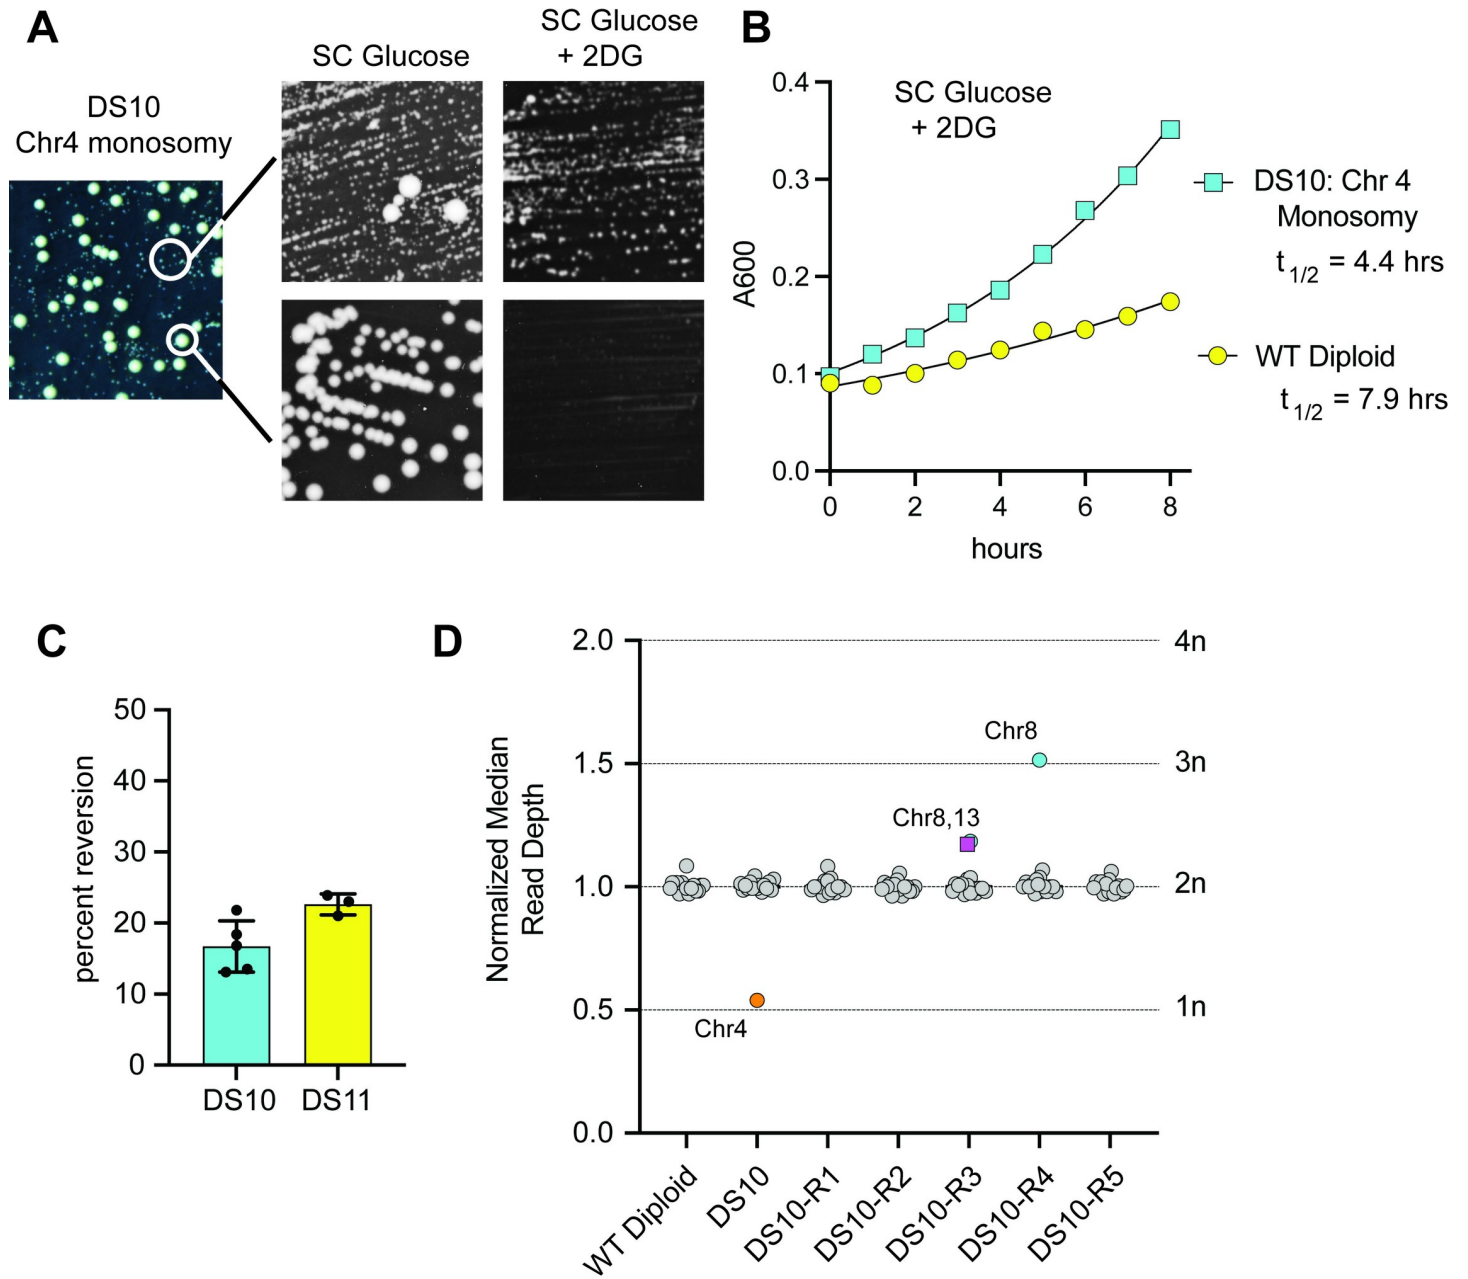 A
DS10
Chr4 monosomy
SC Glucose
SC Glucose
+ 2DG
B
SC Glucose
+ 2DG
A600
0.4
0.3
0.2
0.1
0.0
0
2
4
6
8
hours
DS10: Chr 4
Monosomy
t 1/2 = 4.4 hrs
WT Diploid
t 1/2 = 7.9 hrs
C
percent reversion
50
40
30
20
10
0
DS10
DS11
D
Normalized Median
Read Depth
2.0
1.5
1.0
0.5
0.0
4n
3n
2n
1n
Chr8
Chr8,13
Chr4
WT Diploid
DS10
DS10-R1
DS10-R2
DS10-R3
DS10-R4
DS10-R5